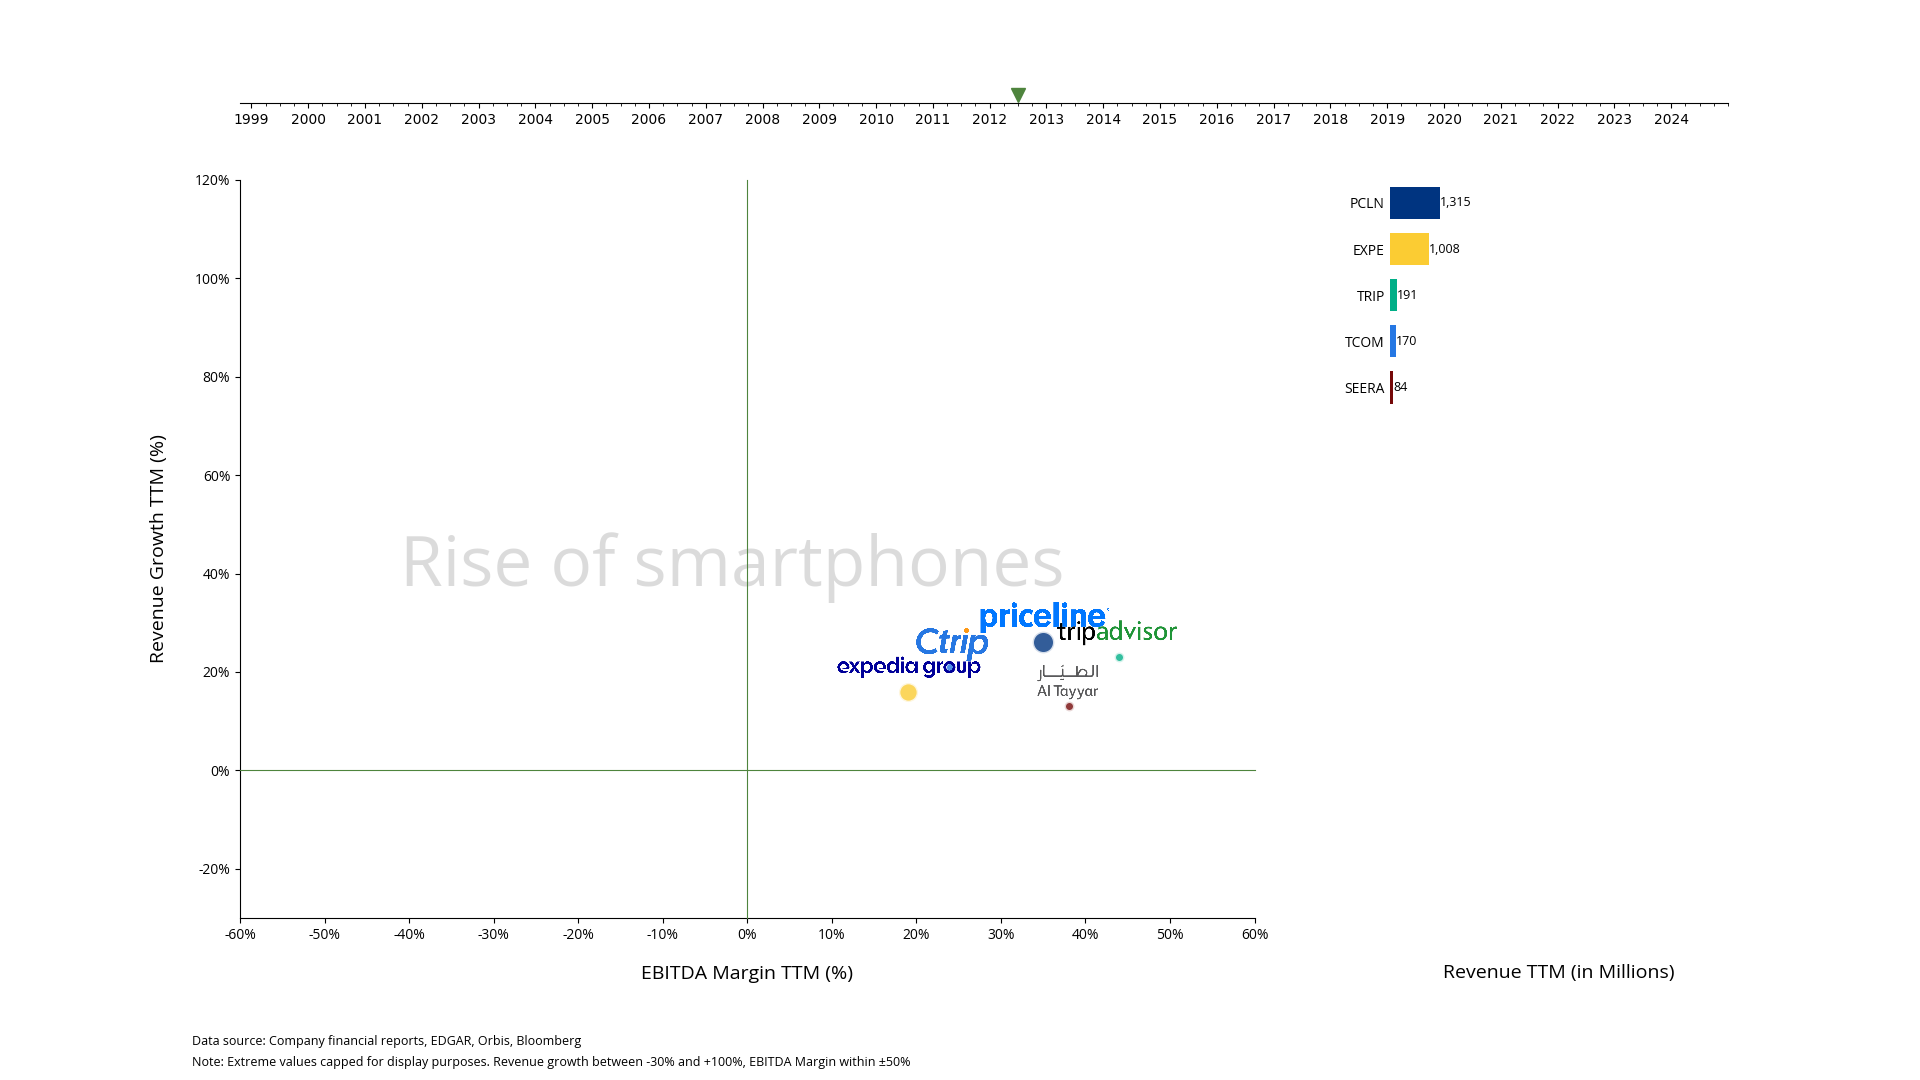 1999 2000 2001 2002 2003 2004 2005 2006 2007 2008 2009 2010 2011 2012 2013 2014 2015 2016 2017 2018 2019 2020 2021 2022 2023 2024
120%
100%
80%
60%
40%
20%
0%
-20%
Revenue Growth TTM (%)
Rise of smartphones
priceline
tripadvisor
Ctrip
expedia group
الطيّار
Al Tayyar
-60% -50% -40% -30% -20% -10% 0% 10% 20% 30% 40% 50% 60%
EBITDA Margin TTM (%)
PCLN 1,315
EXPE 1,008
TRIP 191
TCOM 170
SEERA 84
Revenue TTM (in Millions)
Data source: Company financial reports, EDGAR, Orbis, Bloomberg
Note: Extreme values capped for display purposes. Revenue growth between -30% and +100%, EBITDA Margin within ±50%